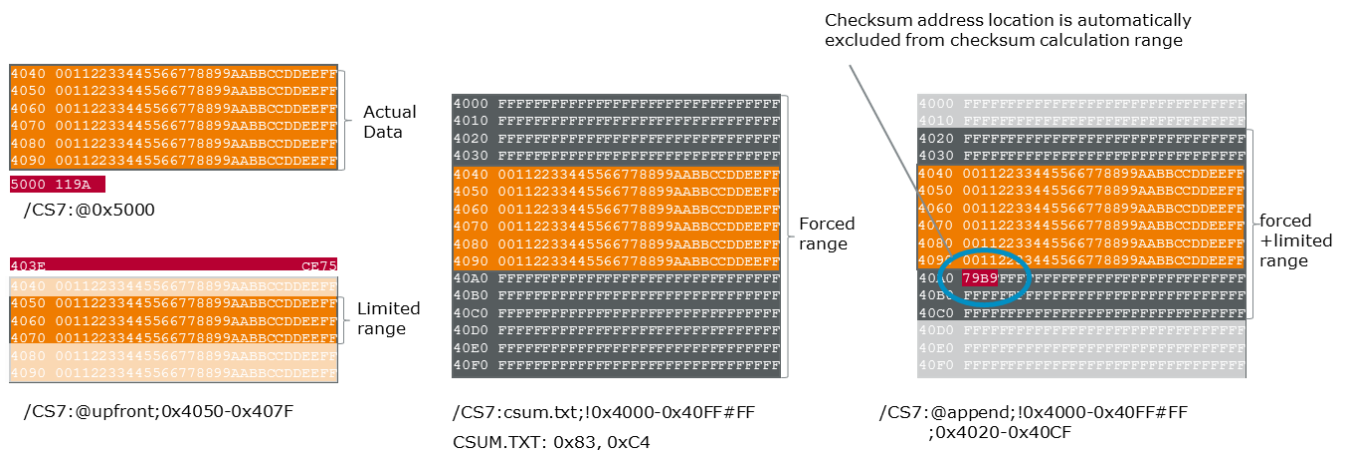 4040 00112233445566778899AABBCCDDEEFF
4050 00112233445566778899AABBCCDDEEFF
4060 00112233445566778899AABBCCDDEEFF
4070 00112233445566778899AABBCCDDEEFF
4080 00112233445566778899AABBCCDDEEFF
4090 00112233445566778899AABBCCDDEEFF
Actual
Data
5000 119A
/CS7:@0x5000
403E CE75
4040 00112233445566778899AABBCCDDEEFF
4050 00112233445566778899AABBCCDDEEFF
4060 00112233445566778899AABBCCDDEEFF
4070 00112233445566778899AABBCCDDEEFF
4080 00112233445566778899AABBCCDDEEFF
4090 00112233445566778899AABBCCDDEEFF
Limited
range
/CS7:@upfront;0x4050-0x407F
4000 FFFFFFFFFFFFFFFFFFFFFFFFFFFFFFFF
4010 FFFFFFFFFFFFFFFFFFFFFFFFFFFFFFFF
4020 FFFFFFFFFFFFFFFFFFFFFFFFFFFFFFFF
4030 FFFFFFFFFFFFFFFFFFFFFFFFFFFFFFFF
4040 00112233445566778899AABBCCDDEEFF
4050 00112233445566778899AABBCCDDEEFF
4060 00112233445566778899AABBCCDDEEFF
4070 00112233445566778899AABBCCDDEEFF
4080 00112233445566778899AABBCCDDEEFF
4090 00112233445566778899AABBCCDDEEFF
40A0 FFFFFFFFFFFFFFFFFFFFFFFFFFFFFFFF
40B0 FFFFFFFFFFFFFFFFFFFFFFFFFFFFFFFF
40C0 FFFFFFFFFFFFFFFFFFFFFFFFFFFFFFFF
40D0 FFFFFFFFFFFFFFFFFFFFFFFFFFFFFFFF
40E0 FFFFFFFFFFFFFFFFFFFFFFFFFFFFFFFF
40F0 FFFFFFFFFFFFFFFFFFFFFFFFFFFFFFFF
Forced
range
/CS7:csum.txt;!0x4000-0x40FF#FF
CSUM.TXT: 0x83, 0xC4
Checksum address location is automatically
excluded from checksum calculation range
4000 FFFFFFFFFFFFFFFFFFFFFFFFFFFFFFFF
4010 FFFFFFFFFFFFFFFFFFFFFFFFFFFFFFFF
4020 FFFFFFFFFFFFFFFFFFFFFFFFFFFFFFFF
4030 FFFFFFFFFFFFFFFFFFFFFFFFFFFFFFFF
4040 00112233445566778899AABBCCDDEEFF
4050 00112233445566778899AABBCCDDEEFF
4060 00112233445566778899AABBCCDDEEFF
4070 00112233445566778899AABBCCDDEEFF
4080 00112233445566778899AABBCCDDEEFF
4090 00112233445566778899AABBCCDDEEFF
40A0 79B9FFFFFFFFFFFFFFFFFFFFFFFFFFFF
40B0 FFFFFFFFFFFFFFFFFFFFFFFFFFFFFFFF
40C0 FFFFFFFFFFFFFFFFFFFFFFFFFFFFFFFF
40D0 FFFFFFFFFFFFFFFFFFFFFFFFFFFFFFFF
40E0 FFFFFFFFFFFFFFFFFFFFFFFFFFFFFFFF
40F0 FFFFFFFFFFFFFFFFFFFFFFFFFFFFFFFF
forced
+limited
range
/CS7:@append;!0x4000-0x40FF#FF
;0x4020-0x40CF